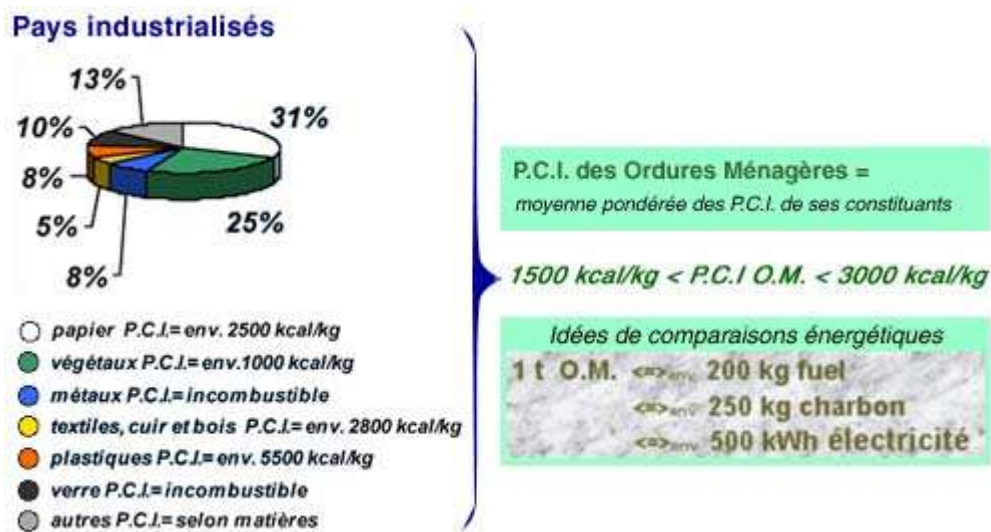 Pays industrialisés
13%
31%
10%
8%
25%
5%
8%
papier P.C.I.= env. 2500 kcal/kg
végétaux P.C.I.= env.1000 kcal/kg
métaux P.C.I.= incombustible
textiles, cuir et bois P.C.I.= env. 2800 kcal/kg
plastiques P.C.I.= env. 5500 kcal/kg
verre P.C.I.= incombustible
autres P.C.I.= selon matières
P.C.I. des Ordures Ménagères =
moyenne pondérée des P.C.I. de ses constituants
1500 kcal/kg < P.C.I O.M. < 3000 kcal/kg
Idées de comparaisons énergétiques
1 t O.M. <=> env. 200 kg fuel
<=> env. 250 kg charbon
<=> env. 500 kWh électricité